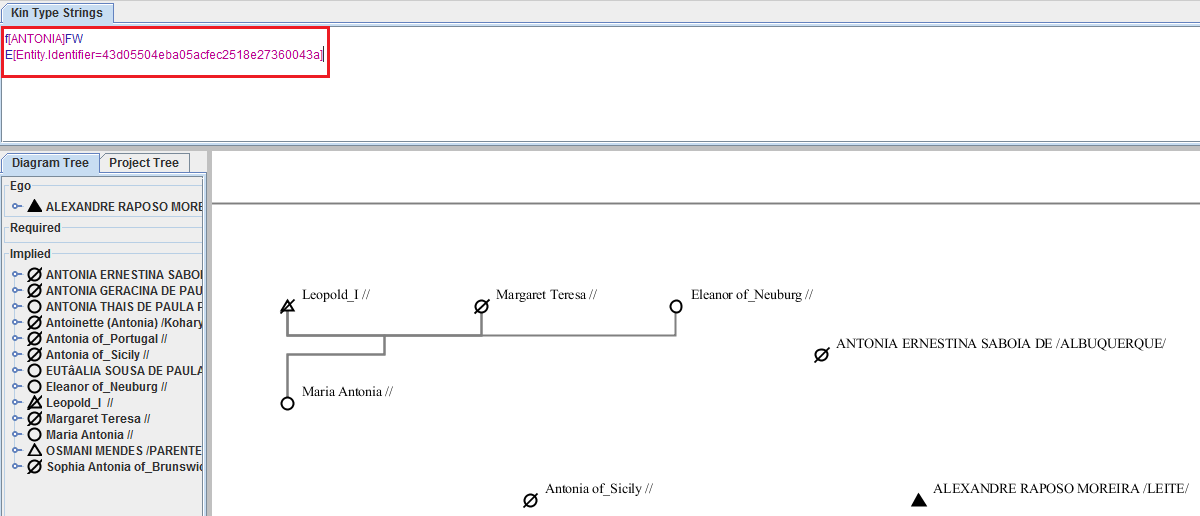 Kin Type Strings
f[ANTONIA]FW
E[Entity.Identifier=43d05504eba05acfec2518e27360043a]
Diagram Tree Project Tree
Ego
ALEXANDRE RAPOSO MORE
Required
Implied
ANTONIA ERNESTINA SABOI
ANTONIA GERACINA DE PAU
ANTONIA THAIS DE PAULA P
Antoinette (Antonia) /Kohary
Antonia of_Portugal //
Antonia of_Sicily //
EUTâALIA SOUSA DE PAULA
Eleanor of_Neuburg //
Leopold_I //
Margaret Teresa //
Maria Antonia //
OSMANI MENDES /PARENTE
Sophia Antonia of_Brunswic
Leopold_I //
Margaret Teresa //
Eleanor of_Neuburg //
ANTONIA ERNESTINA SABOIA DE /ALBUQUERQUE/
Maria Antonia //
Antonia of_Sicily //
ALEXANDRE RAPOSO MOREIRA /LEITE/